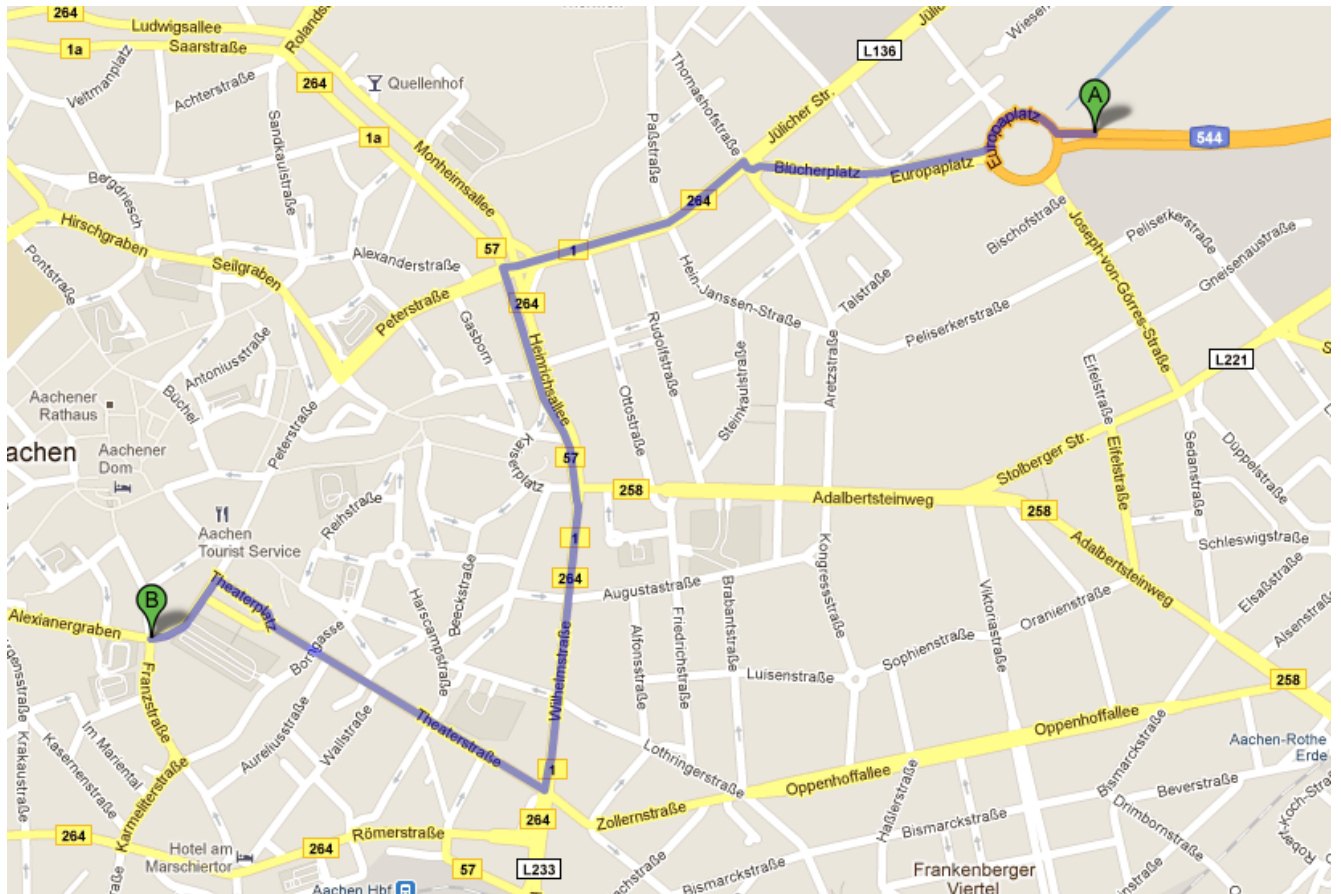 264
Ludwigsallee
1a
Saarstraße
Veltmanplatz
Achterstraße
264
Quellenhof
1a
Sandkaulstraße
Monheimsallee
Bergdriesch
Hirschgraben
Pontstraße
Seilgraben
Alexanderstraße
57
Peterstraße
264
Gasborn
Heinrichsallee
Paßstraße
Thomashofstraße
Jülicher Str.
L136
Blücherplatz
Europaplatz
Europaplatz
A
544
264
1
Bischofstraße
Joseph-von-Görres-Straße
Peliserkerstraße
Gneisenaustraße
Talstraße
Hein-Janssen-Straße
Peliserkerstraße
Rudolfstraße
Steinkaulstraße
Aretzstraße
Ottostraße
L221
Eifelstraße
Eifelstraße
Stolberger Str.
Sedanstraße
Düppelstraße
Antoniusstraße
Büchel
Aachener
Rathaus
achen
Aachener
Dom
Peterstraße
Kaiserplatz
57
258
Adalbertsteinweg
258
Adalbertsteinweg
Schleswigstraße
Elsaßstraße
Alsenstraße
Reihstraße
Aachen
Tourist Service
1
264
Augustastraße
Kongressstraße
Brabantstraße
Viktoriastraße
Oranienstraße
Sophienstraße
Luisenstraße
Friedrichstraße
Alfonsstraße
B
Alexianergraben
Theaterplatz
Borngasse
Harscampstraße
Beeckstraße
Wilhelmstraße
Theaterstraße
Franzstraße
Im Mariental
Kasernenstraße
Krakaustraße
Karmeliterstraße
Aureliusstraße
Wallstraße
1
Lothringerstraße
Oppenhoffallee
Oppenhoffallee
258
Aachen-Rothe
Erde
Bismarckstraße
Beverstraße
Drimbornstraße
Robert-Koch-Stra
Haßlerstraße
Bismarckstraße
Zollernstraße
264
264
Römerstraße
264
Hotel am
Marschiertor
57
L233
Aachen Hbf
Bismarckstraße
Frankenberger
Viertel